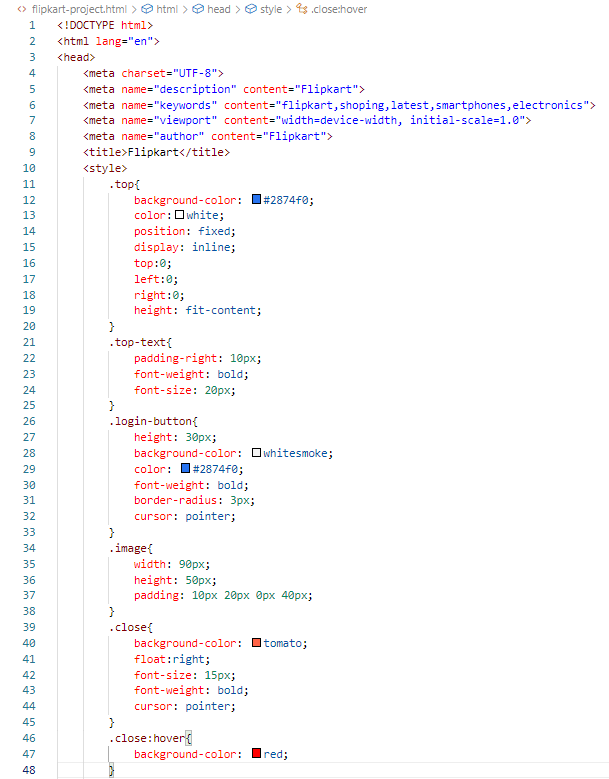 flipkart-project.html > html > head > style > .close:hover
1 <!DOCTYPE html>
2 <html lang="en">
3 <head>
4 <meta charset="UTF-8">
5 <meta name="description" content="Flipkart">
6 <meta name="keywords" content="flipkart,shoping,latest,smartphones,electronics">
7 <meta name="viewport" content="width=device-width, initial-scale=1.0">
8 <meta name="author" content="Flipkart">
9 <title>Flipkart</title>
10 <style>
11 .top{
12 background-color: #2874f0;
13 color:white;
14 position: fixed;
15 display: inline;
16 top:0;
17 left:0;
18 right:0;
19 height: fit-content;
20 }
21 .top-text{
22 padding-right: 10px;
23 font-weight: bold;
24 font-size: 20px;
25 }
26 .login-button{
27 height: 30px;
28 background-color: whitesmoke;
29 color: #2874f0;
30 font-weight: bold;
31 border-radius: 3px;
32 cursor: pointer;
33 }
34 .image{
35 width: 90px;
36 height: 50px;
37 padding: 10px 20px 0px 40px;
38 }
39 .close{
40 background-color: tomato;
41 float:right;
42 font-size: 15px;
43 font-weight: bold;
44 cursor: pointer;
45 }
46 .close:hover{
47 background-color: red;
48 }